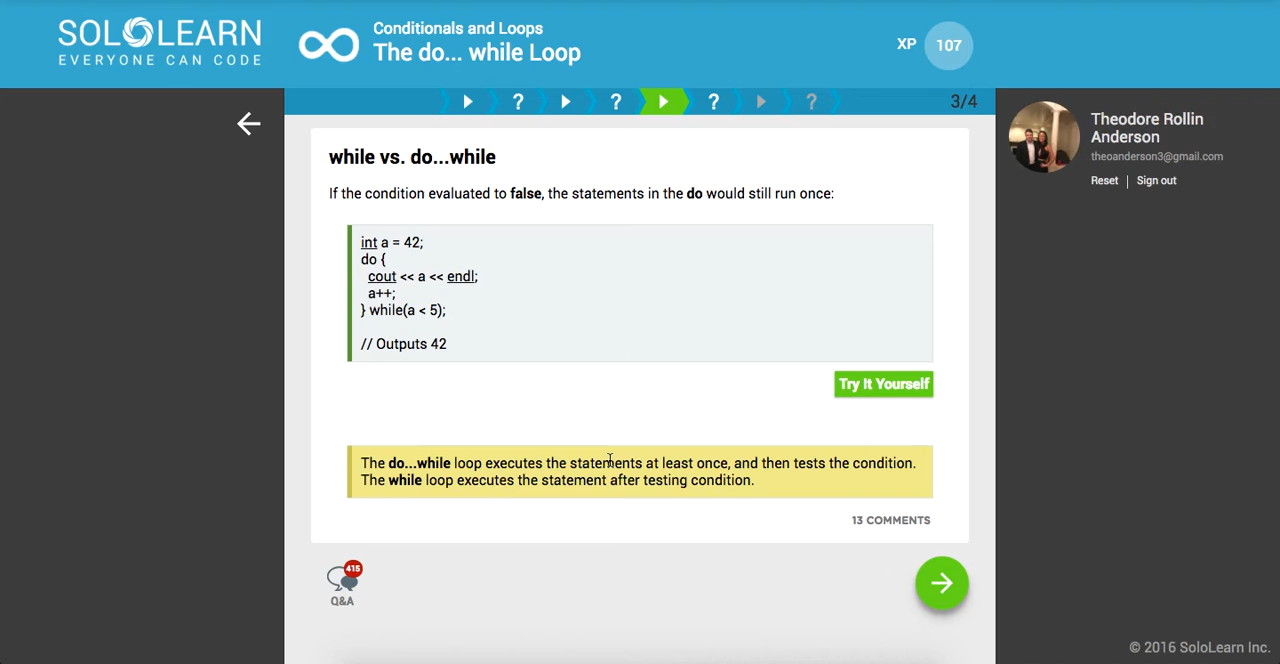 SOLOLEARN
EVERYONE CAN CODE
Conditionals and Loops
The do... while Loop
XP 107
? ? ? ? 3/4
Theodore Rollin
Anderson
theoanderson3@gmail.com
Reset | Sign out
while vs. do...while
If the condition evaluated to false, the statements in the do would still run once:
int a = 42;
do {
cout << a << endl;
a++;
} while(a < 5);
// Outputs 42
Try It Yourself
The do...while loop executes the statements at least once, and then tests the condition.
The while loop executes the statement after testing condition.
13 COMMENTS
415
Q&A
© 2016 SoloLearn Inc.